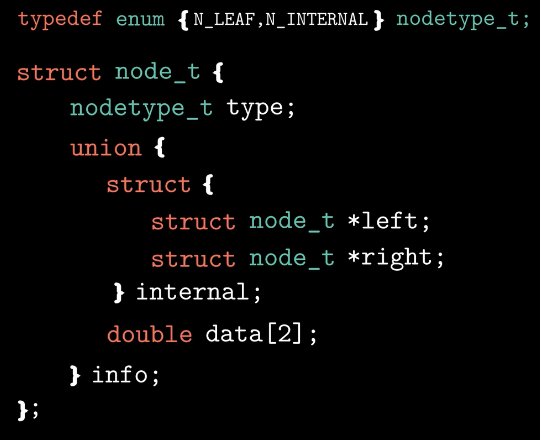 typedef enum {N_LEAF,N_INTERNAL} nodetype_t;
struct node_t {
nodetype_t type;
union {
struct {
struct node_t *left;
struct node_t *right;
} internal;
double data[2];
} info;
};